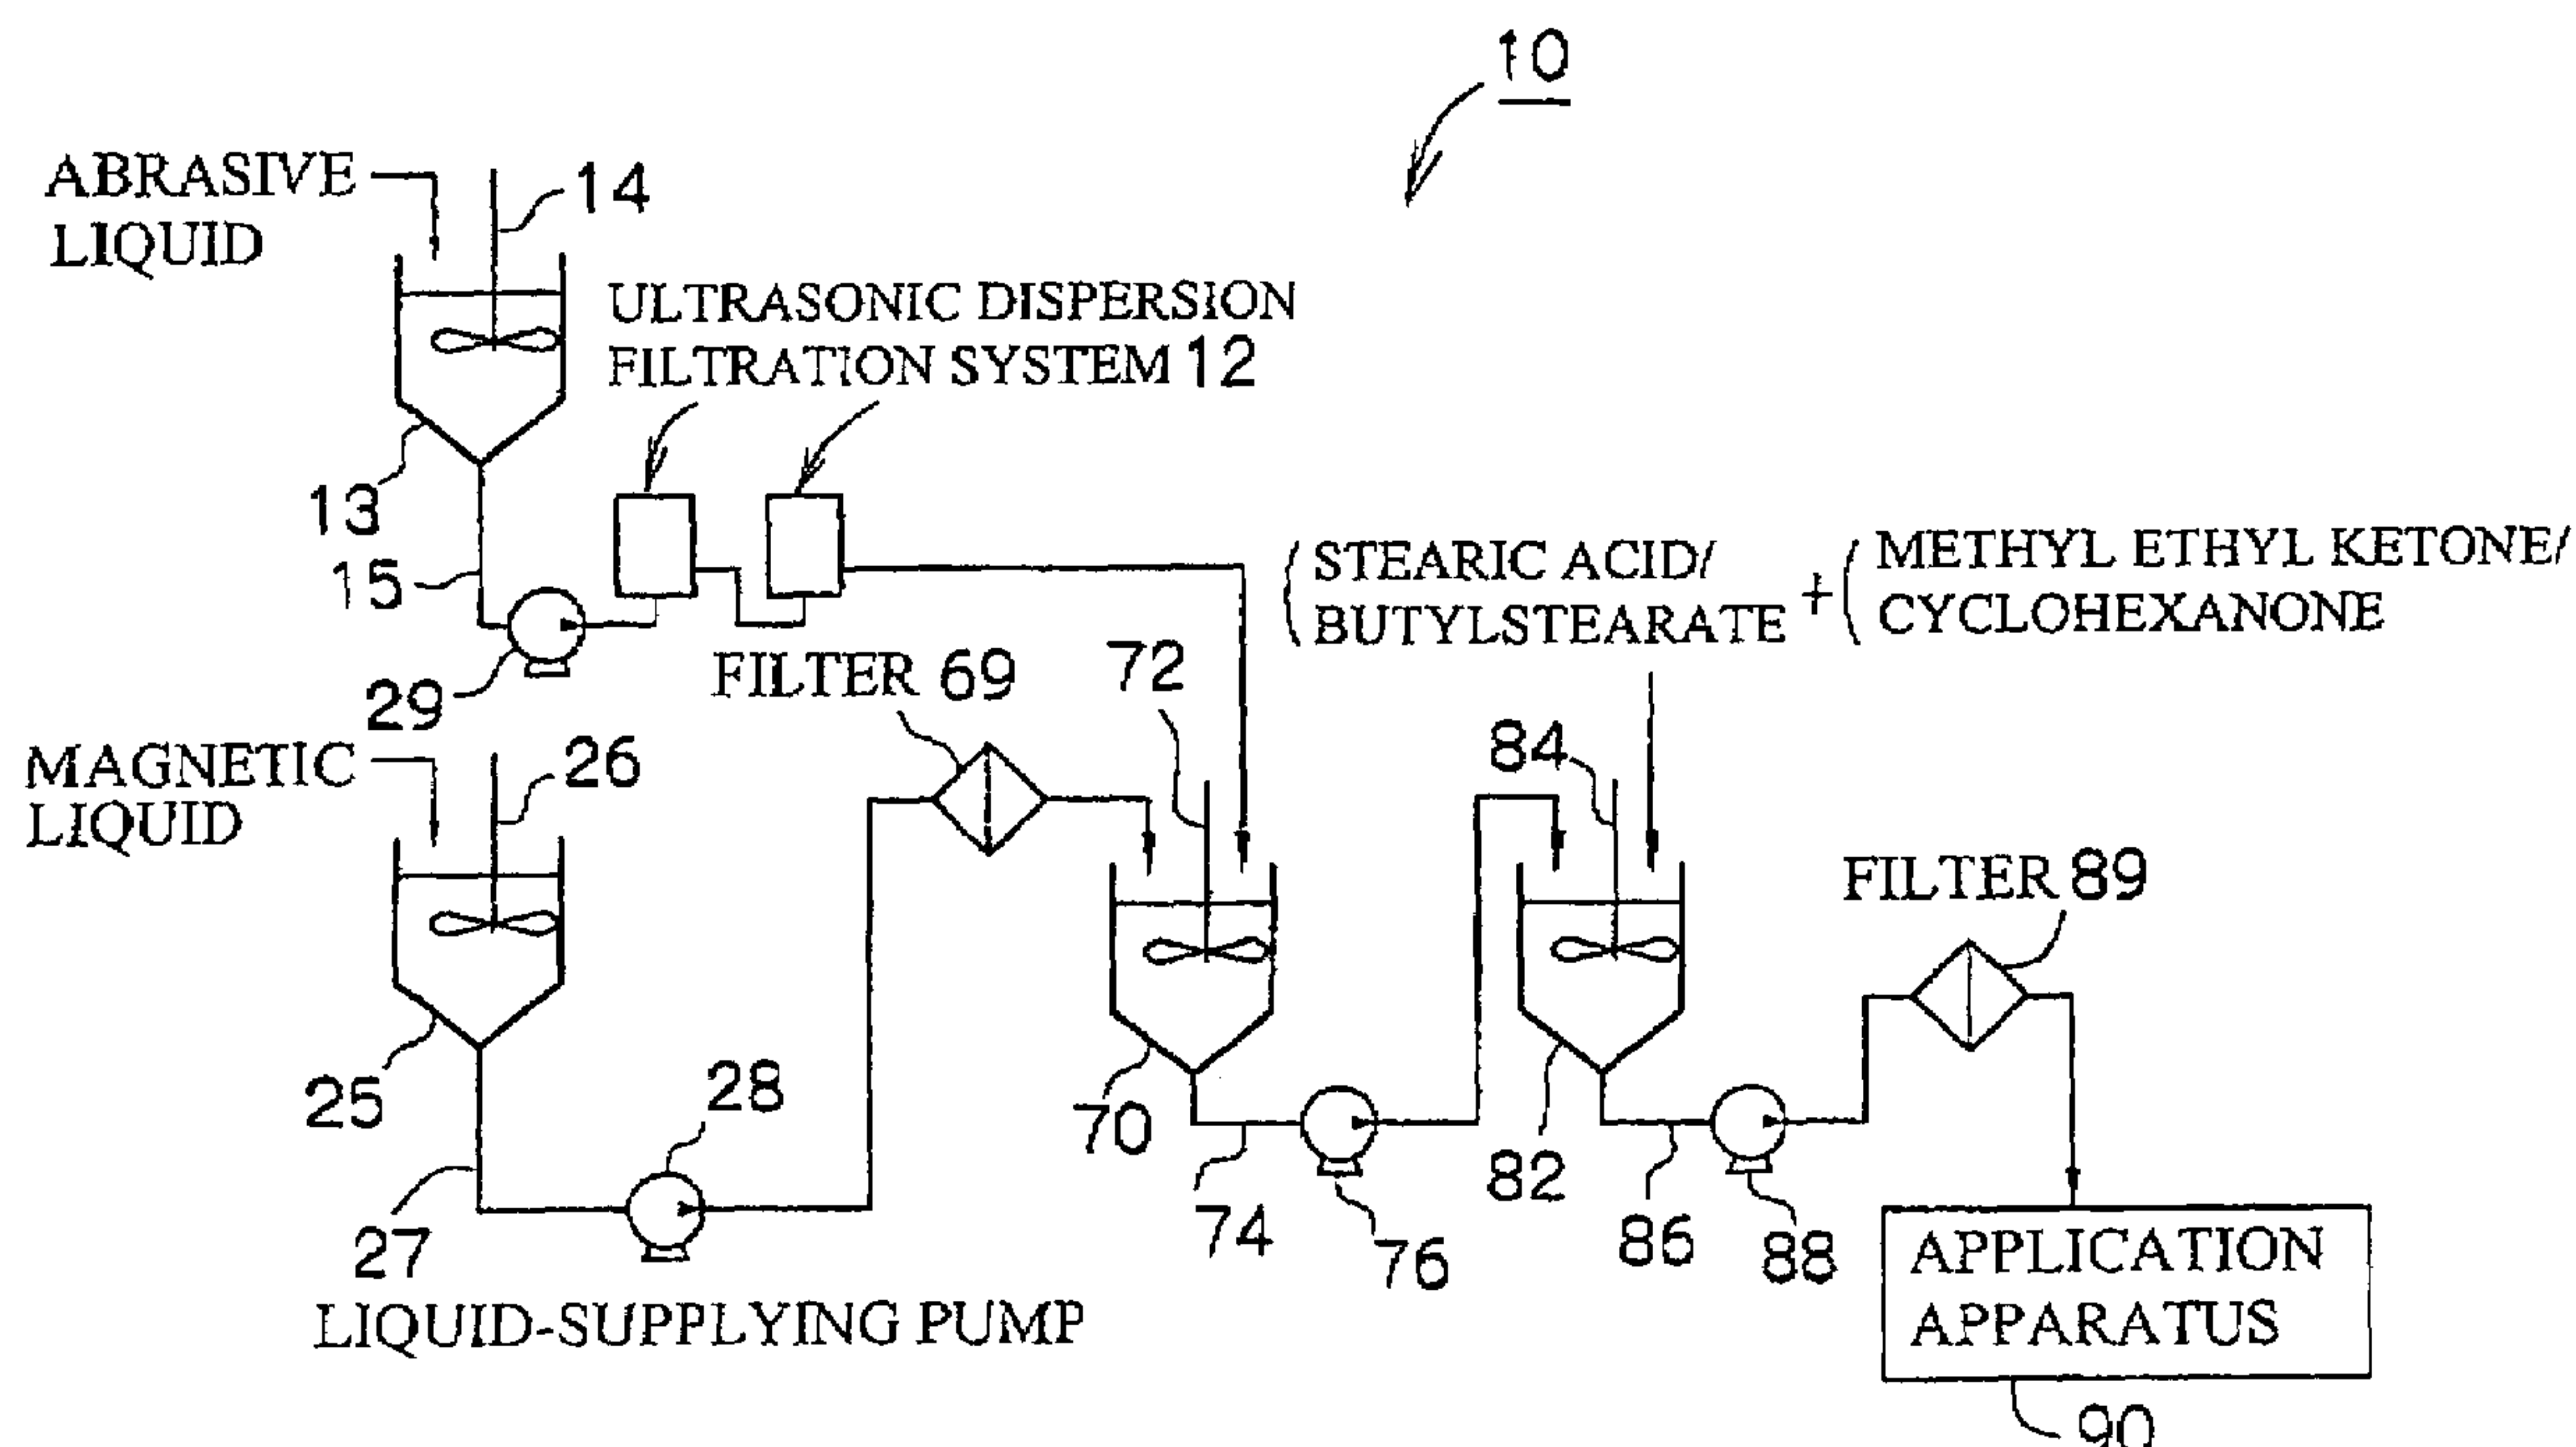 10
ABRASIVE
LIQUID
14
ULTRASONIC DISPERSION
FILTRATION SYSTEM 12
13
15
29
STEARIC ACID/
BUTYLSTEARATE
+
METHYL ETHYL KETONE/
CYCLOHEXANONE
FILTER 69
72
84
MAGNETIC
LIQUID
26
FILTER 89
25
28
70
82
27
74
76
86
88
LIQUID-SUPPLYING PUMP
APPLICATION
APPARATUS
90